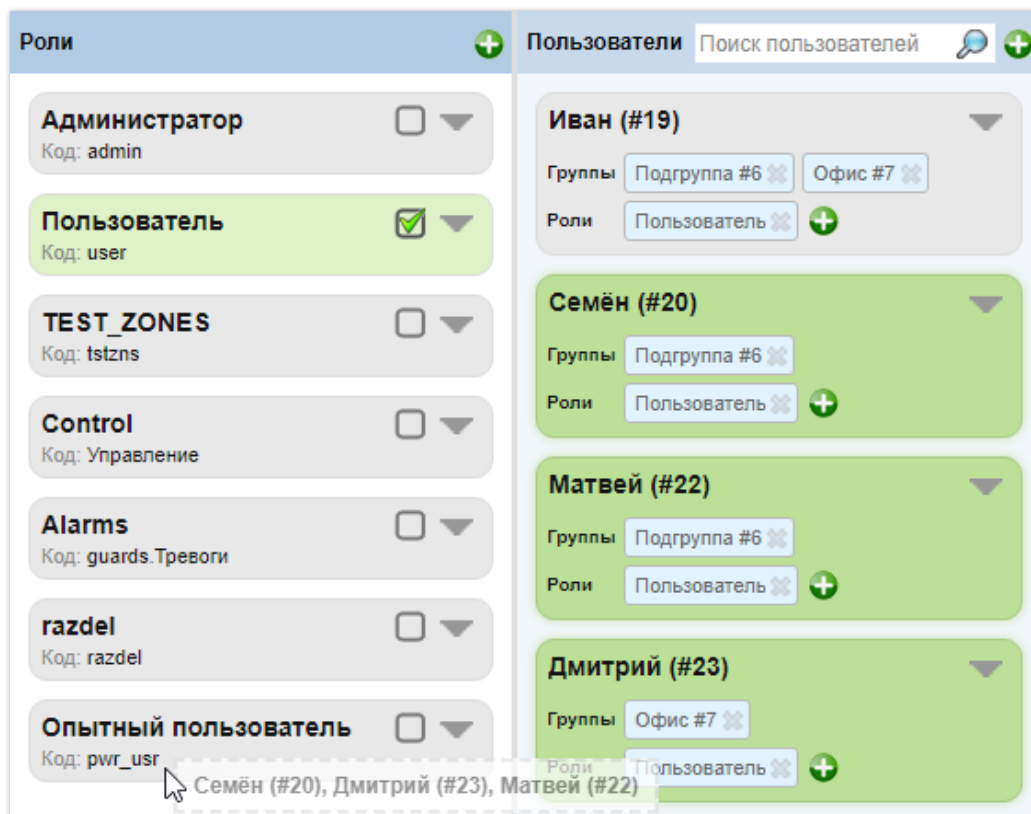 Роли
Администратор
Код: admin
Пользователь
Код: user
TEST_ZONES
Код: tstzns
Control
Код: Управление
Alarms
Код: guards.Тревоги
razdel
Код: razdel
Опытный пользователь
Код: pwr_usr
Пользователи Поиск пользователей
Иван (#19)
Группы Подгруппа #6 Офис #7
Роли Пользователь
Семён (#20)
Группы Подгруппа #6
Роли Пользователь
Матвей (#22)
Группы Подгруппа #6
Роли Пользователь
Дмитрий (#23)
Группы Офис #7
Роли Пользователь
Семён (#20), Дмитрий (#23), Матвей (#22)